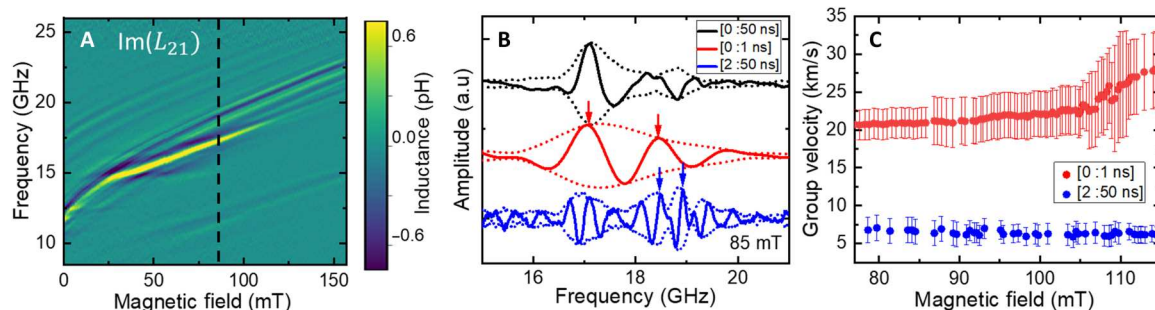 A
Im(L21)
25
20
15
10
Frequency (GHz)
0
50
100
150
Magnetic field (mT)
0.6
0.0
−0.6
Inductance (pH)
B
[0 :50 ns]
[0 :1 ns]
[2 :50 ns]
85 mT
Amplitude (a.u)
16
18
20
Frequency (GHz)
C
35
30
25
20
15
10
5
Group velocity (km/s)
[0 :1 ns]
[2 :50 ns]
80
90
100
110
Magnetic field (mT)